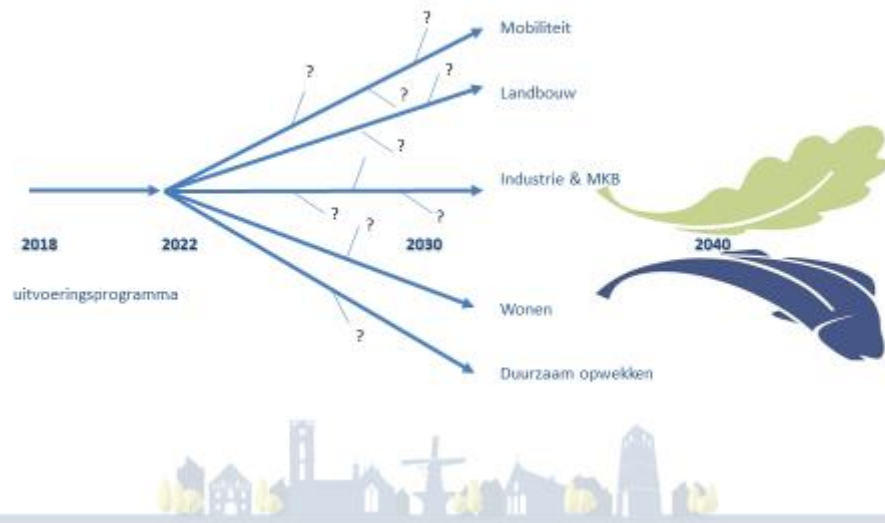 ?
Mobiliteit
?
?
?
Landbouw
?
Industrie & MKB
?
?
?
2018
2022
2030
2040
uitvoeringsprogramma
Wonen
?
Duurzaam opwekken